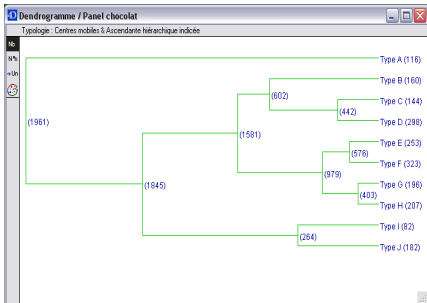 Dendrogramme / Panel chocolat
Typologie : Centres mobiles & Ascendante hiérarchique indicée
Nb
N%
Type A (116)
Type B (160)
(602)
Type C (144)
(442)
Type D (298)
(1961)
(1581)
Type E (253)
(576)
Type F (323)
(979)
(1845)
Type G (196)
(403)
Type H (207)
Type I (82)
(264)
Type J (182)